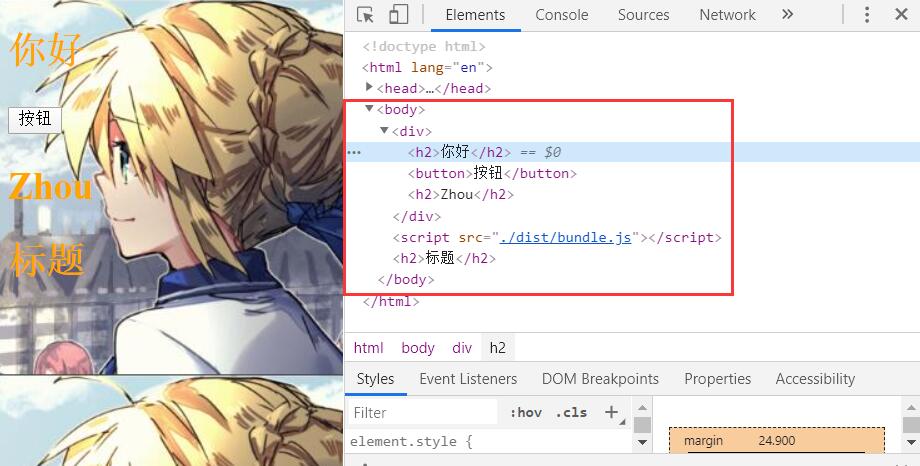 你好
按钮
Zhou
标题
Elements
Console
Sources
Network
<!doctype html>
<html lang="en">
<head>…</head>
<body>
<div>
<h2>你好</h2> == $0
<button>按钮</button>
<h2>Zhou</h2>
</div>
<script src="./dist/bundle.js"></script>
<h2>标题</h2>
</body>
</html>
html body div h2
Styles Event Listeners DOM Breakpoints Properties Accessibility
Filter :hov .cls
element.style {
margin 24.900